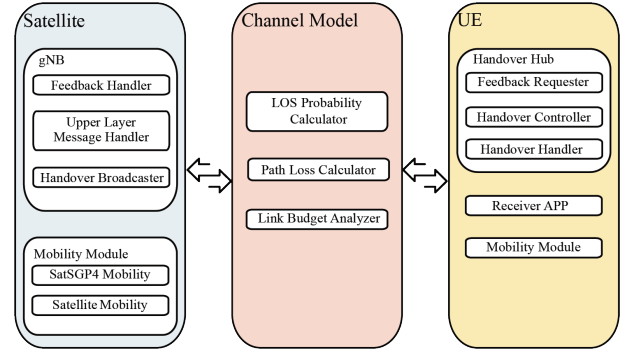 Satellite
gNB
Feedback Handler
Upper Layer
Message Handler
Handover Broadcaster
Mobility Module
SatSGP4 Mobility
Satellite Mobility
Channel Model
LOS Probability
Calculator
Path Loss Calculator
Link Budget Analyzer
UE
Handover Hub
Feedback Requester
Handover Controller
Handover Handler
Receiver APP
Mobility Module